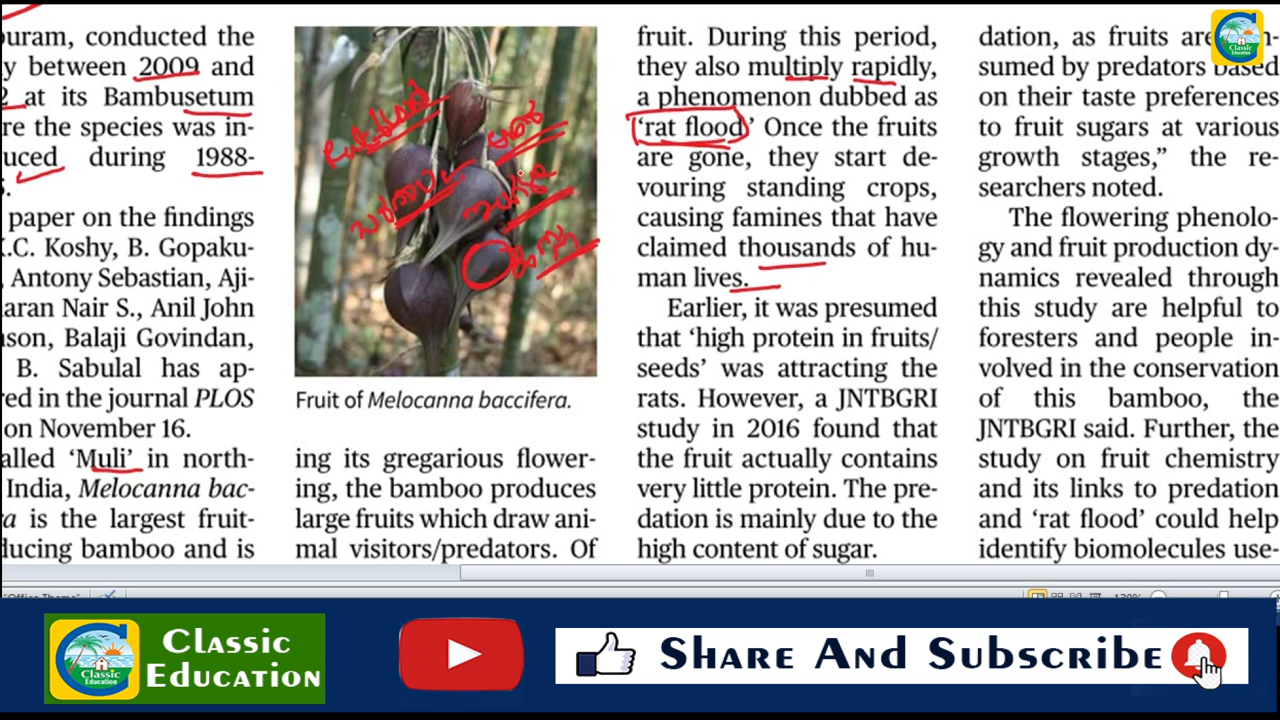 puram, conducted the
y between 2009 and
2 at its Bambusetum
re the species was in-
uced during 1988-
s.
paper on the findings
K.C. Koshy, B. Gopaku-
Antony Sebastian, Aji-
aran Nair S., Anil John
nson, Balaji Govindan,
B. Sabulal has ap-
red in the journal PLOS
on November 16.
alled ‘Muli’ in north-
India, Melocanna bac-
ra is the largest fruit-
ducing bamboo and is
Fruit of Melocanna baccifera.
ing its gregarious flower-
ing, the bamboo produces
large fruits which draw ani-
mal visitors/predators. Of
fruit. During this period,
they also multiply rapidly,
a phenomenon dubbed as
‘rat flood’ Once the fruits
are gone, they start de-
vouring standing crops,
causing famines that have
claimed thousands of hu-
man lives.
Earlier, it was presumed
that ‘high protein in fruits/
seeds’ was attracting the
rats. However, a JNTBGRI
study in 2016 found that
the fruit actually contains
very little protein. The pre-
dation is mainly due to the
high content of sugar.
dation, as fruits are
sumed by predators based
on their taste preferences
to fruit sugars at various
growth stages,” the re-
searchers noted.
The flowering phenolo-
gy and fruit production dy-
namics revealed through
this study are helpful to
foresters and people in-
volved in the conservation
of this bamboo, the
JNTBGRI said. Further, the
study on fruit chemistry
and its links to predation
and ‘rat flood’ could help
identify biomolecules use-
Classic
Education
"Office Theme"
130%
Classic
Education
Classic
Education
Share And Subscribe